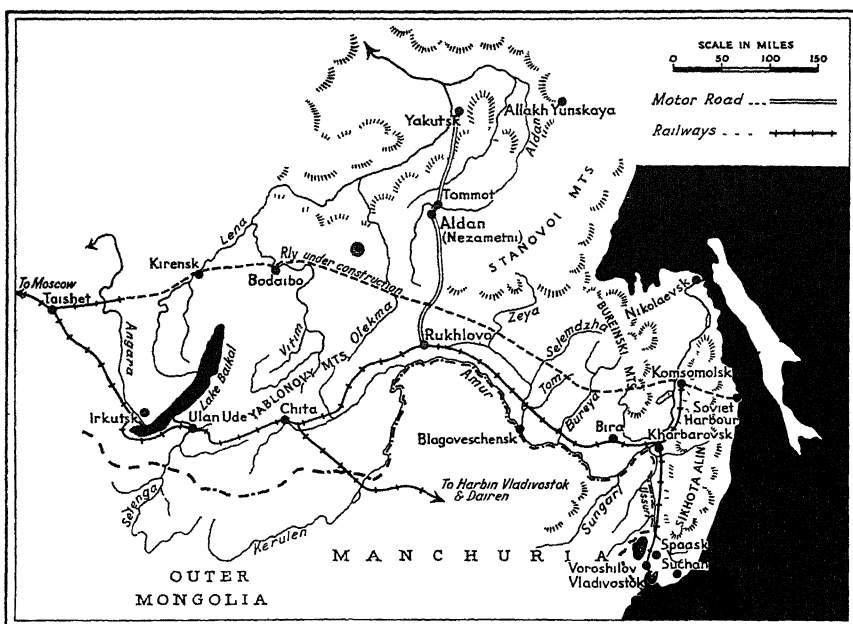 SCALE IN MILES
0 50 100 150
Motor Road
Railways
Yakutsk
Allakh Yunskaya
Aldan
Tommot
Aldan
(Nezametni)
STANOVOI MTS
Lena
Kirensk
Bodaibo
Rly under construction
To Moscow
Taishet
Angara
Vitim
Olekma
Nikolaevsk
Zeya
BUREINSKI MTS
Selemdzha
Rukhlovo
Lake Baikal
YABLONOVY MTS.
Amur
Tom
Komsomolsk
Soviet
Harbour
Irkutsk
Ulan Ude
Chita
Bureya
Blagoveschensk
Bira
Kharbarovsk
To Harbin Vladivostok
& Dairen
Selenga
Kerulen
Sungari
Ussuri
SIKHOTA ALIN
MANCHURIA
Spaask
Suchan
Voroshilov
Vladivostok
OUTER
MONGOLIA